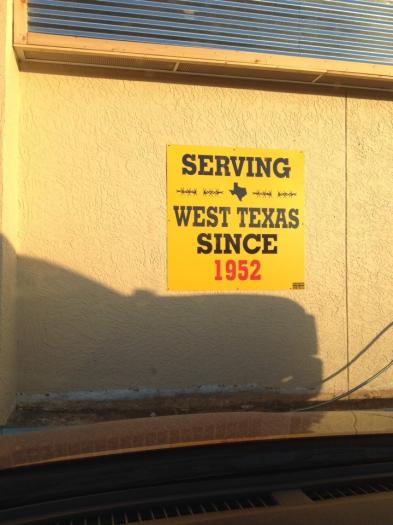 SERVING
WEST TEXAS
SINCE
1952